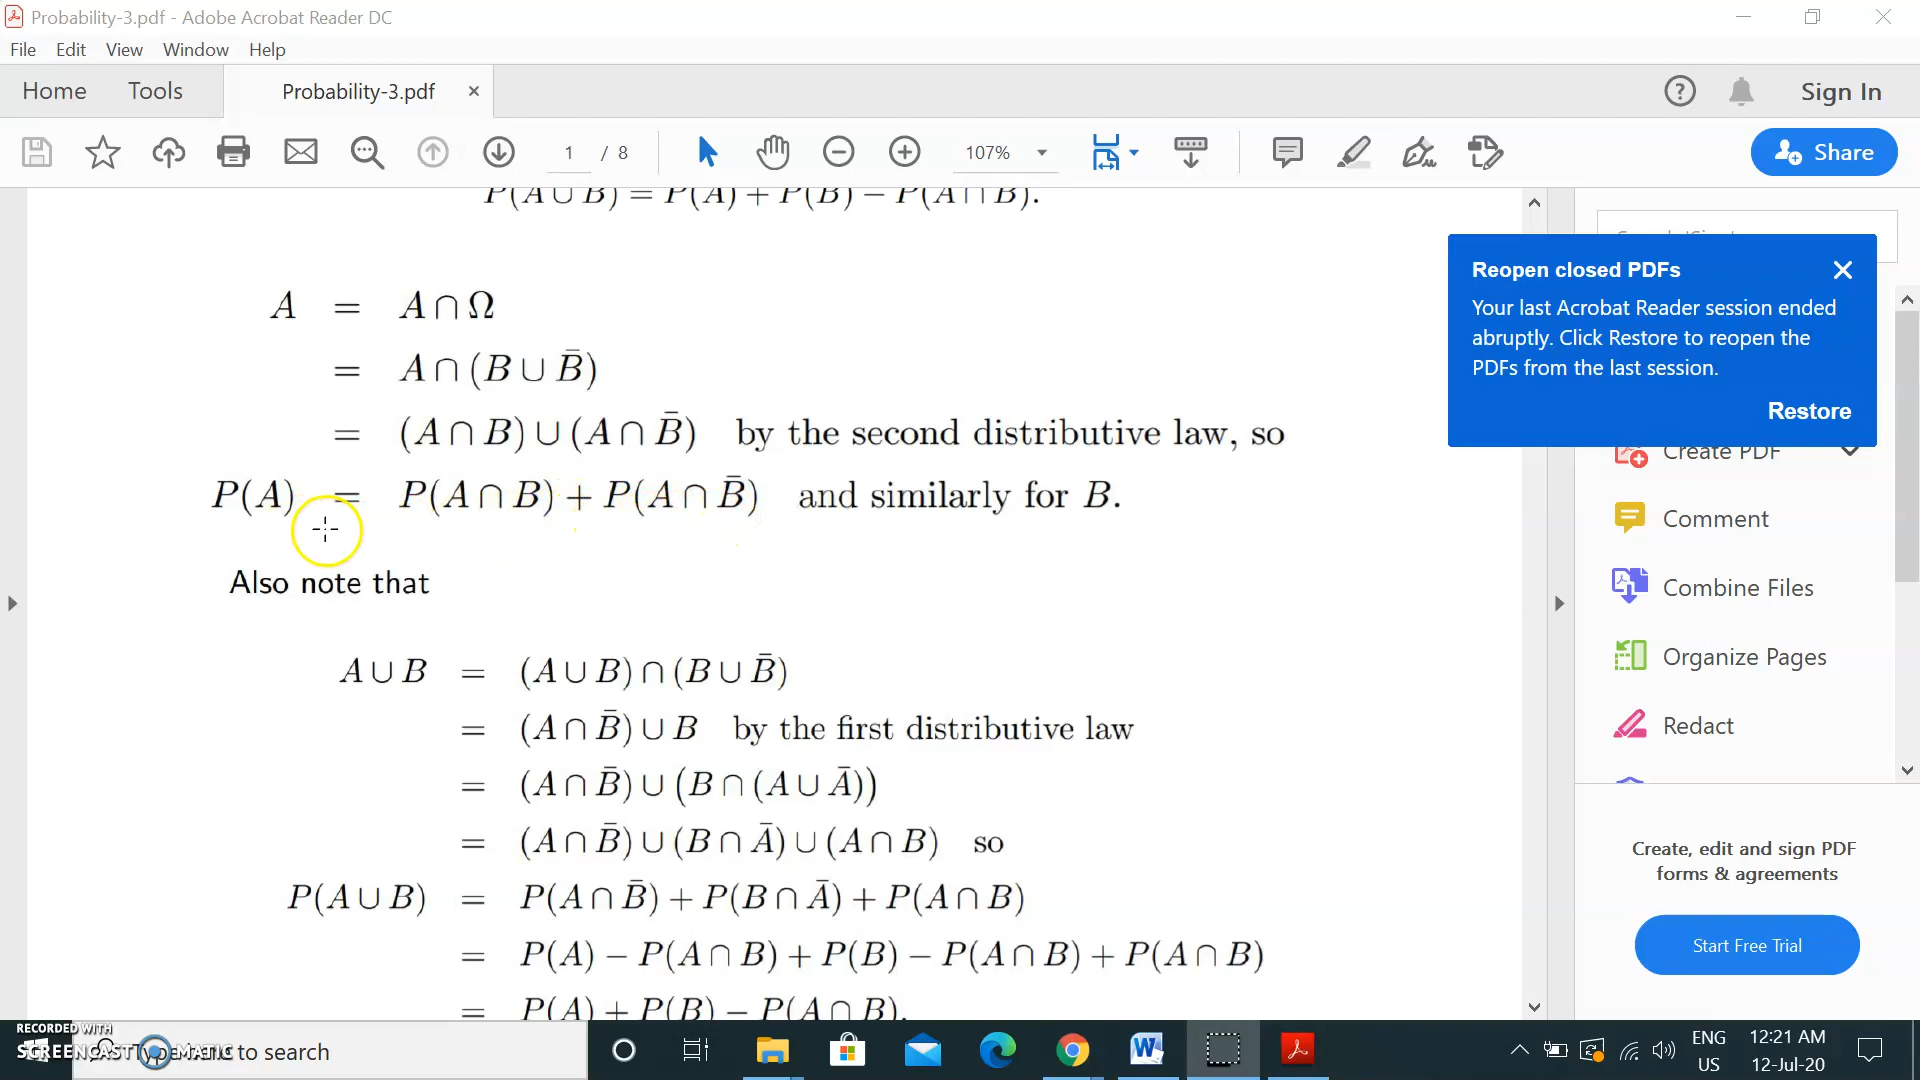 Probability-3.pdf - Adobe Acrobat Reader DC
File Edit View Window Help
Home Tools Probability-3.pdf × Sign In
1 / 8 107% Share
P(A ∪ B) = P(A) + P(B) − P(A ∩ B).
A = A ∩ Ω
= A ∩ (B ∪ B̄)
= (A ∩ B) ∪ (A ∩ B̄) by the second distributive law, so
P(A) = P(A ∩ B) + P(A ∩ B̄) and similarly for B.
Also note that
A ∪ B = (A ∪ B) ∩ (B ∪ B̄)
= (A ∩ B̄) ∪ B by the first distributive law
= (A ∩ B̄) ∪ (B ∩ (A ∪ Ā))
= (A ∩ B̄) ∪ (B ∩ Ā) ∪ (A ∩ B) so
P(A ∪ B) = P(A ∩ B̄) + P(B ∩ Ā) + P(A ∩ B)
= P(A) − P(A ∩ B) + P(B) − P(A ∩ B) + P(A ∩ B)
= P(A) + P(B) − P(A ∩ B).
Reopen closed PDFs
Your last Acrobat Reader session ended
abruptly. Click Restore to reopen the
PDFs from the last session.
Restore
Create PDF
Comment
Combine Files
Organize Pages
Redact
Create, edit and sign PDF
forms & agreements
Start Free Trial
RECORDED WITH
SCREENCAST MATIC
to search
ENG
US
12:21 AM
12-Jul-20